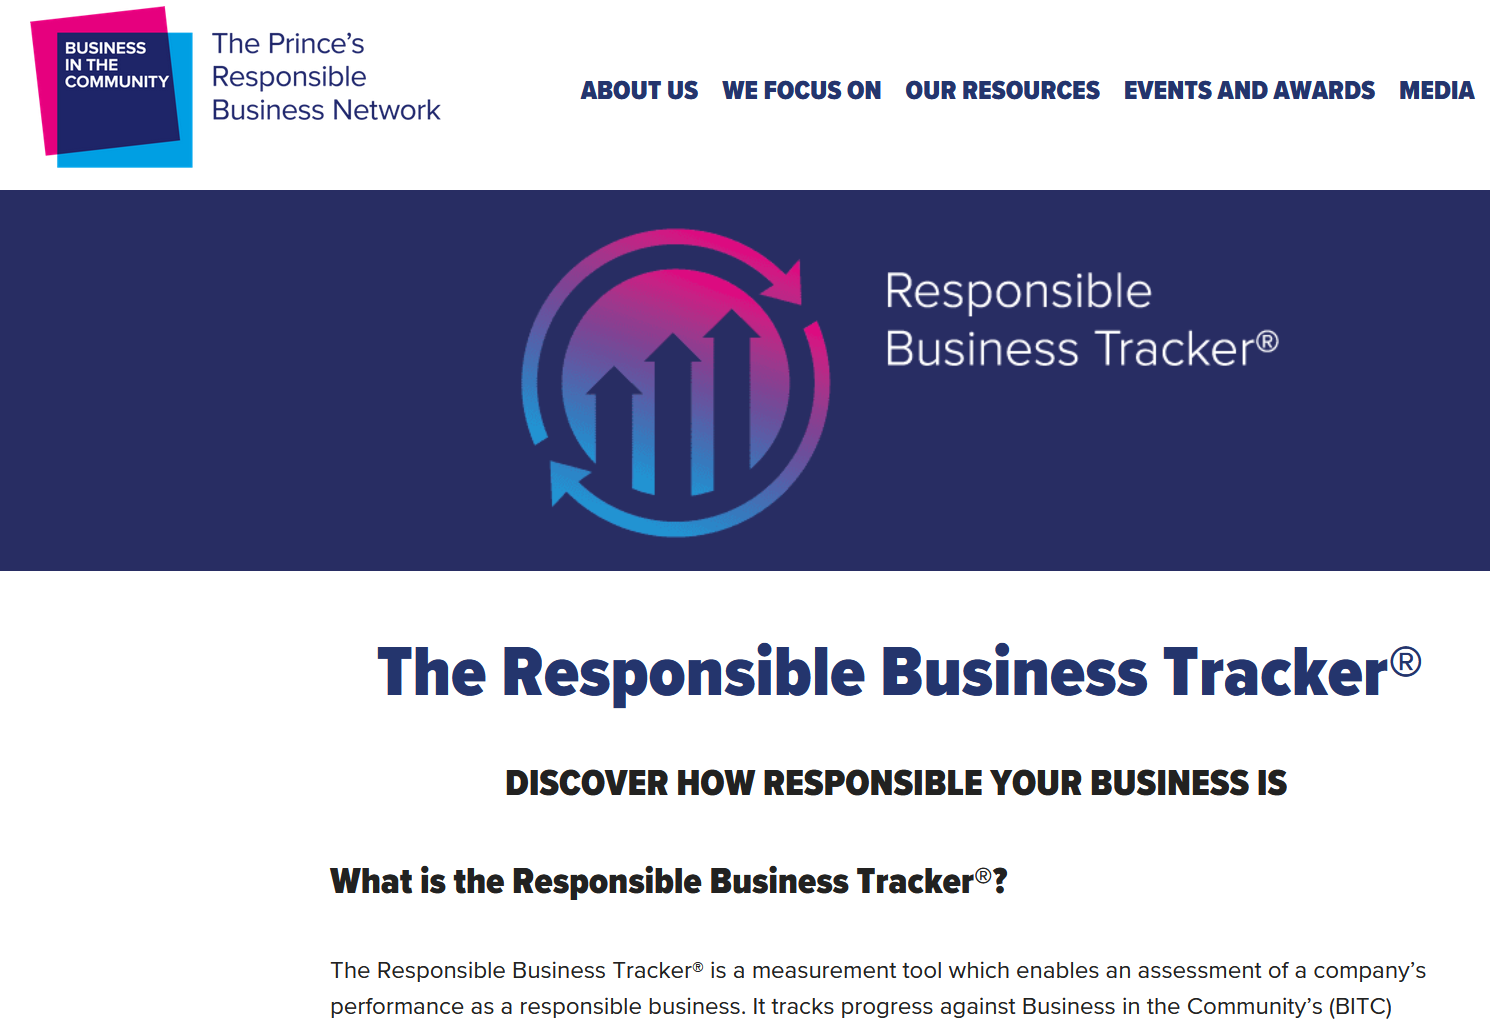 BUSINESS
IN THE
COMMUNITY
The Prince's
Responsible
Business Network
ABOUT US WE FOCUS ON OUR RESOURCES EVENTS AND AWARDS MEDIA
Responsible
Business Tracker®
The Responsible Business Tracker®
DISCOVER HOW RESPONSIBLE YOUR BUSINESS IS
What is the Responsible Business Tracker®?
The Responsible Business Tracker® is a measurement tool which enables an assessment of a company's
performance as a responsible business. It tracks progress against Business in the Community's (BITC)